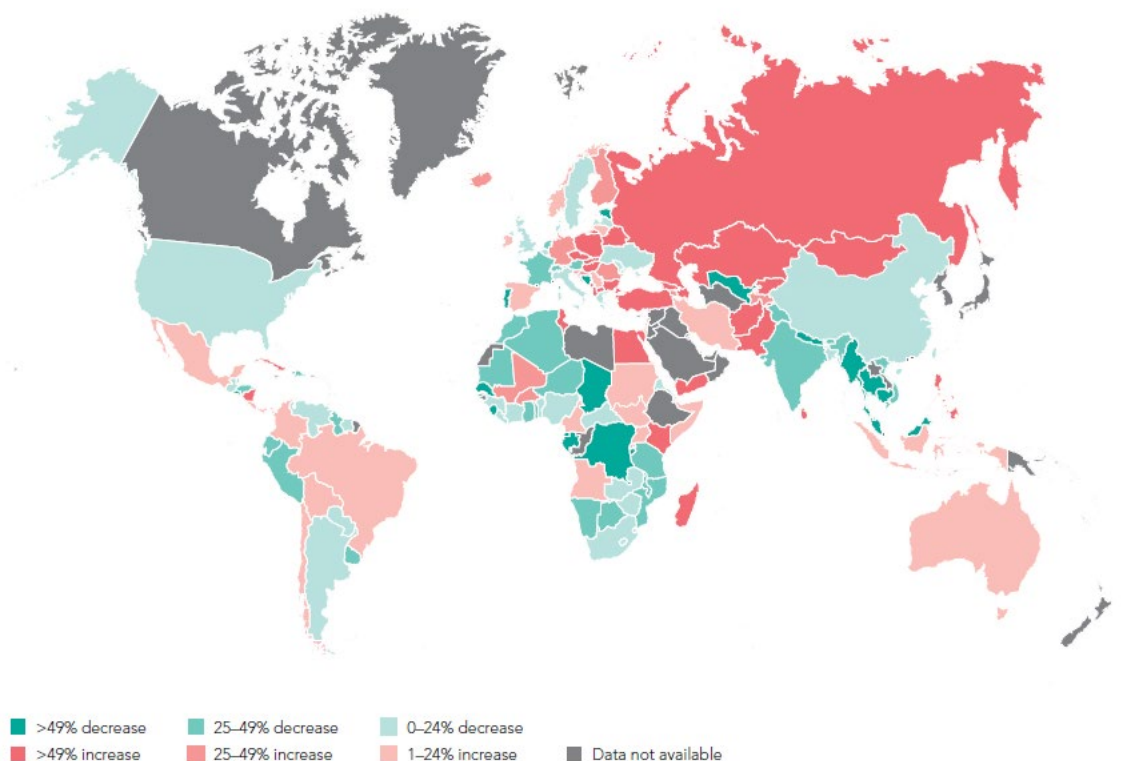 >49% decrease 25–49% decrease 0–24% decrease
>49% increase 25–49% increase 1–24% increase Data not available